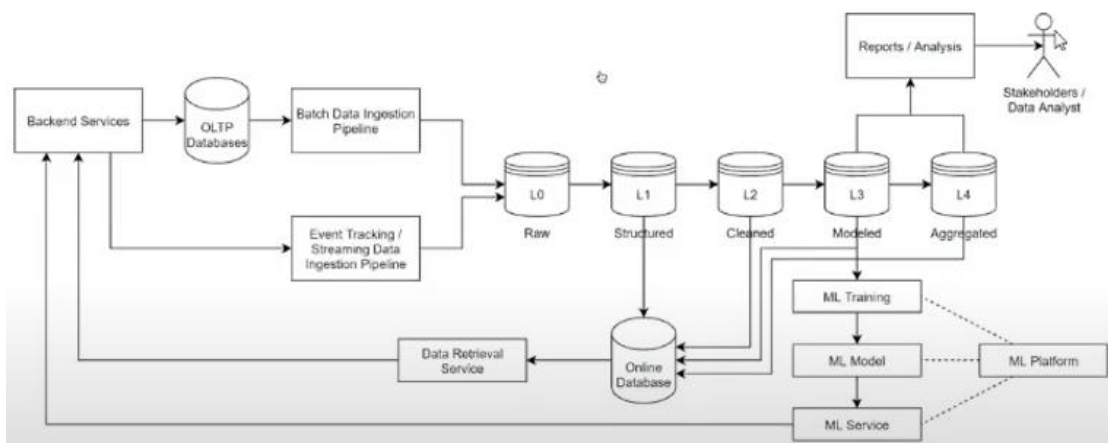 Reports / Analysis
Stakeholders /
Data Analyst
Backend Services
OLTP
Databases
Batch Data Ingestion
Pipeline
L0
L1
L2
L3
L4
Raw
Structured
Cleaned
Modeled
Aggregated
Event Tracking /
Streaming Data
Ingestion Pipeline
ML Training
Data Retrieval
Service
Online
Database
ML Model
ML Platform
ML Service